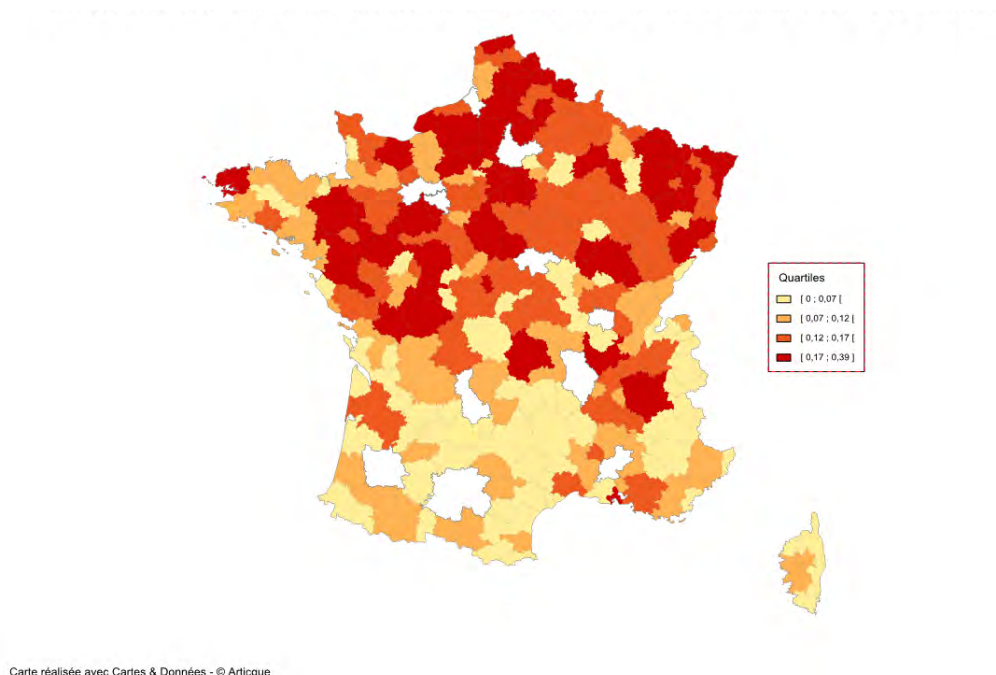 Quartiles
[ 0 ; 0,07 [
[ 0,07 ; 0,12 [
[ 0,12 ; 0,17 [
[ 0,17 ; 0,39 ]
Carte réalisée avec Cartes & Données - © Articque